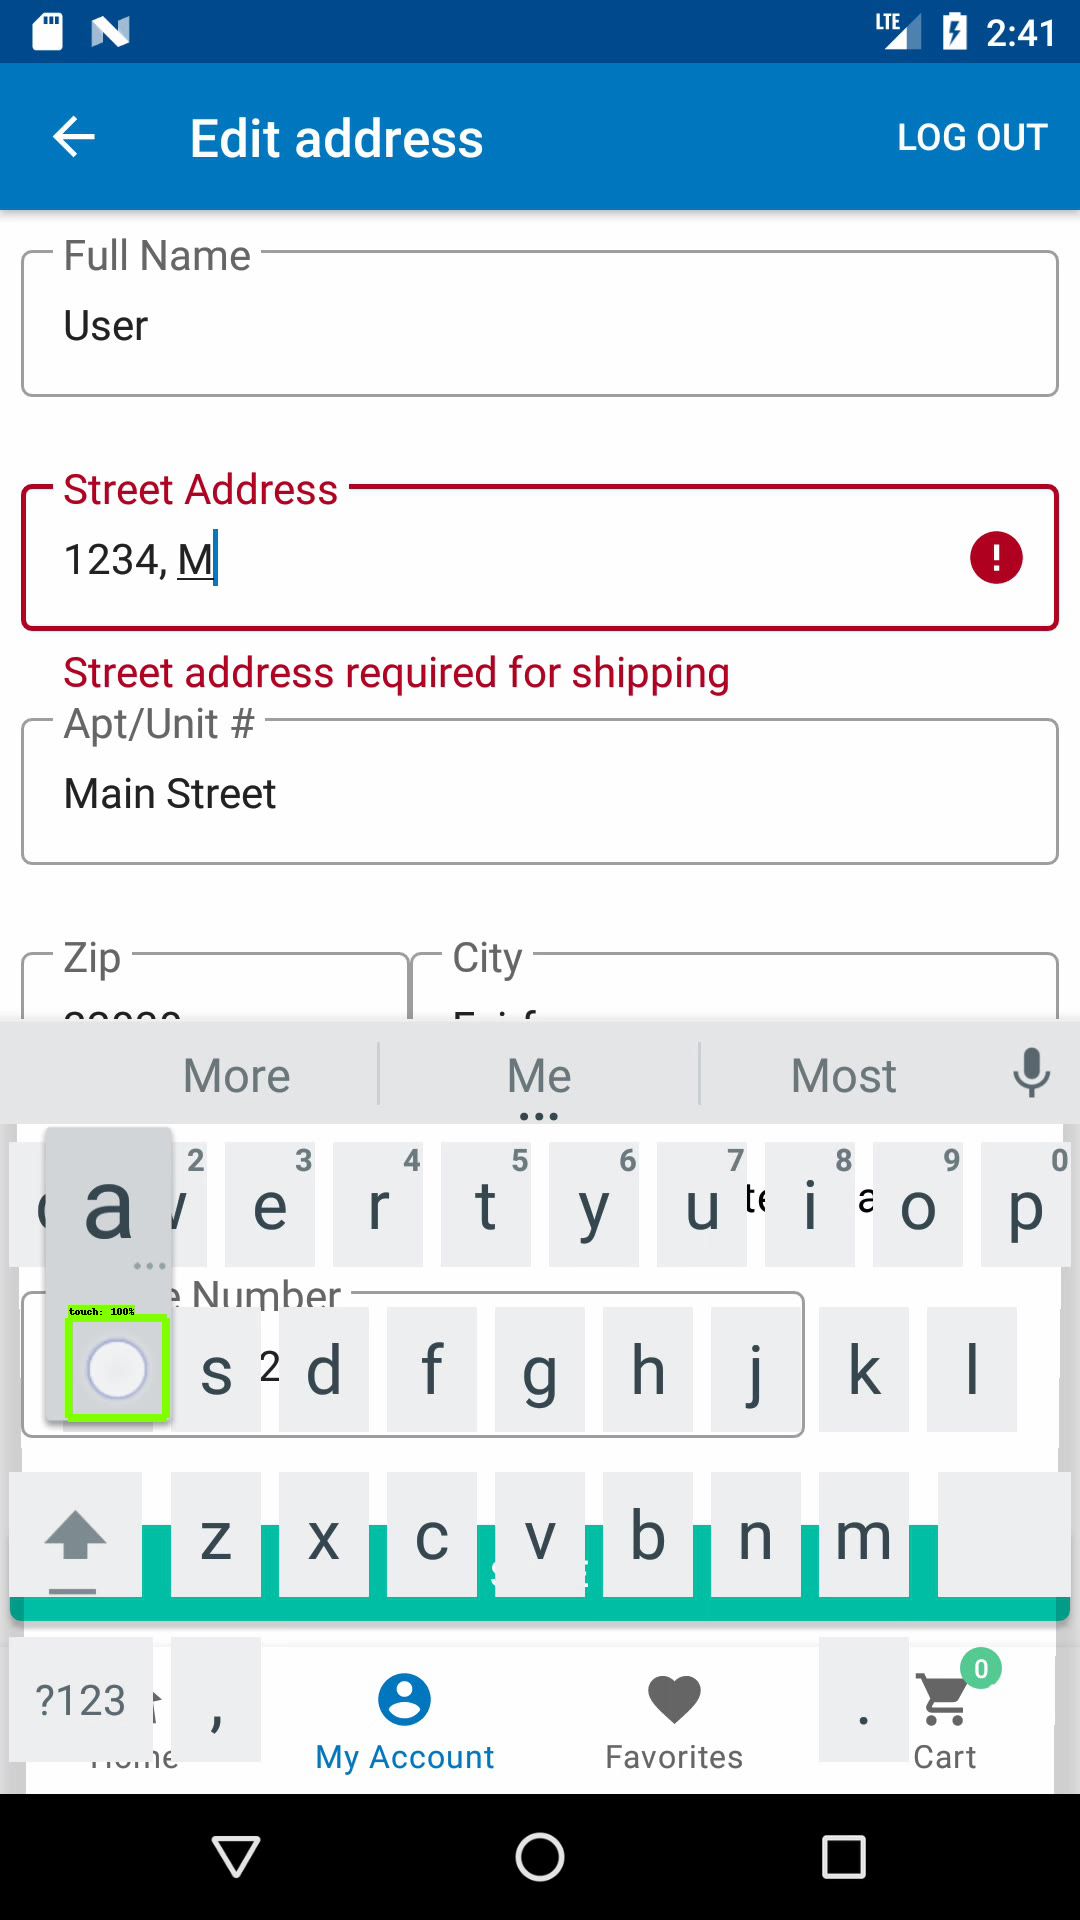 LTE 2:41
Edit address LOG OUT
Full Name
User
Street Address
1234, M
!
Street address required for shipping
Apt/Unit #
Main Street
Zip City
More Me Most
2 3 4 5 6 7 8 9 0
a e r t y u i o p
Number
touch: 100%
s 2 d f g h j k l
z x c v b n m
?123 , . 0
Home My Account Favorites Cart